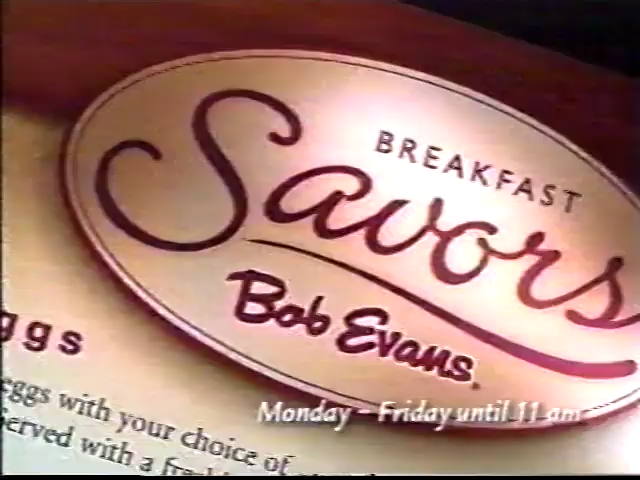 BREAKFAST
Savors
Bob Evans.
ggs
eggs with your choice of
served with a
Monday - Friday until 11 am